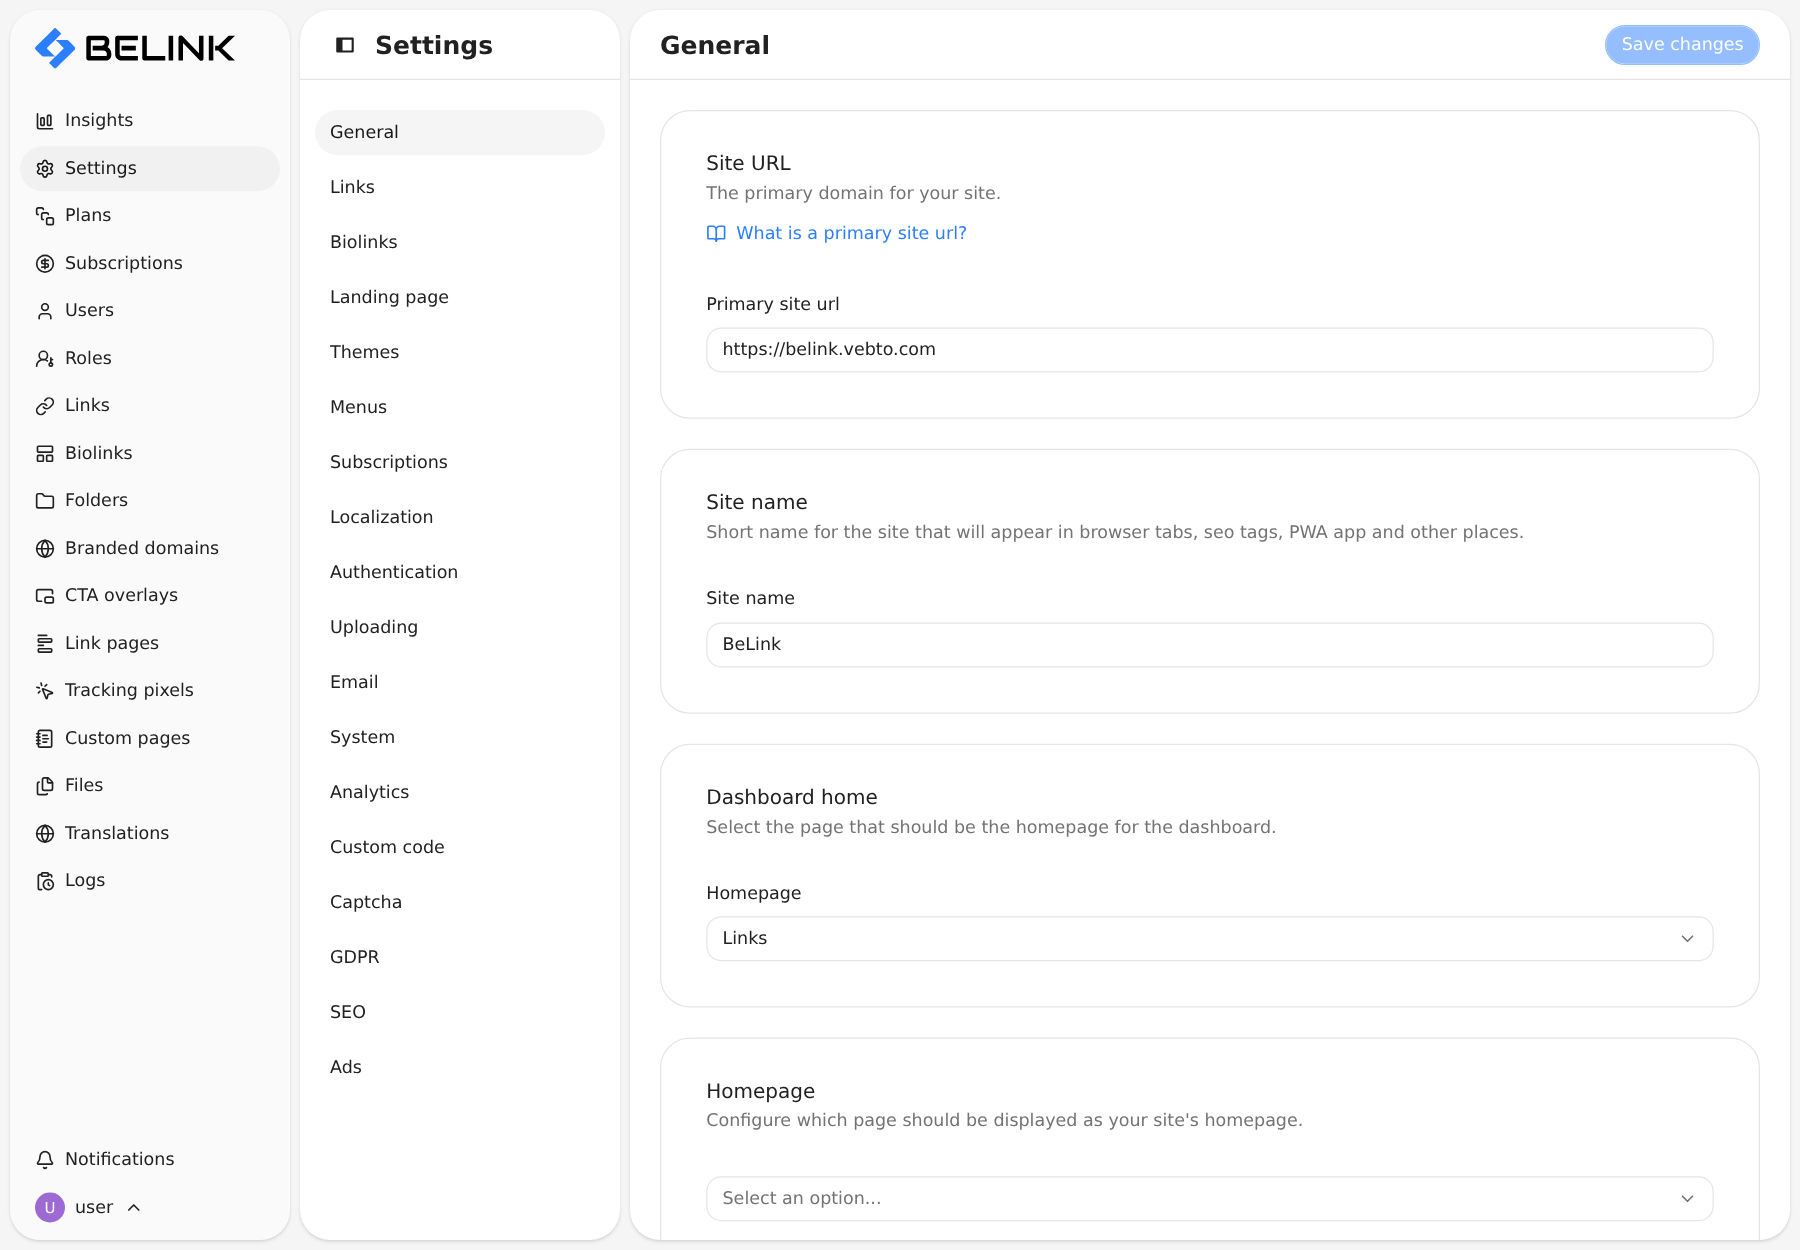 BELINK
Insights
Settings
Plans
Subscriptions
Users
Roles
Links
Biolinks
Folders
Branded domains
CTA overlays
Link pages
Tracking pixels
Custom pages
Files
Translations
Logs
Notifications
U user
Settings
General
Links
Biolinks
Landing page
Themes
Menus
Subscriptions
Localization
Authentication
Uploading
Email
System
Analytics
Custom code
Captcha
GDPR
SEO
Ads
General
Save changes
Site URL
The primary domain for your site.
What is a primary site url?
Primary site url
https://belink.vebto.com
Site name
Short name for the site that will appear in browser tabs, seo tags, PWA app and other places.
Site name
BeLink
Dashboard home
Select the page that should be the homepage for the dashboard.
Homepage
Links
Homepage
Configure which page should be displayed as your site's homepage.
Select an option...